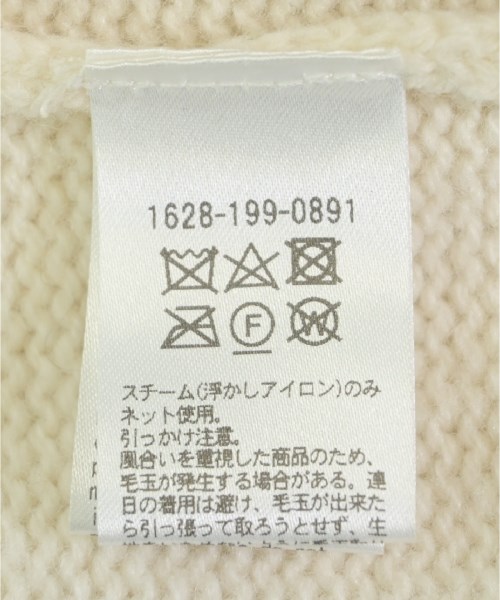 1628-199-0891
F
W
スチーム(浮かしアイロン)のみ
ネット使用。
引っかけ注意。
風合いを重視した商品のため、
毛玉が発生する場合がある。連
日の着用は避け、毛玉が出来た
ら引っ張って取ろうとせず、生